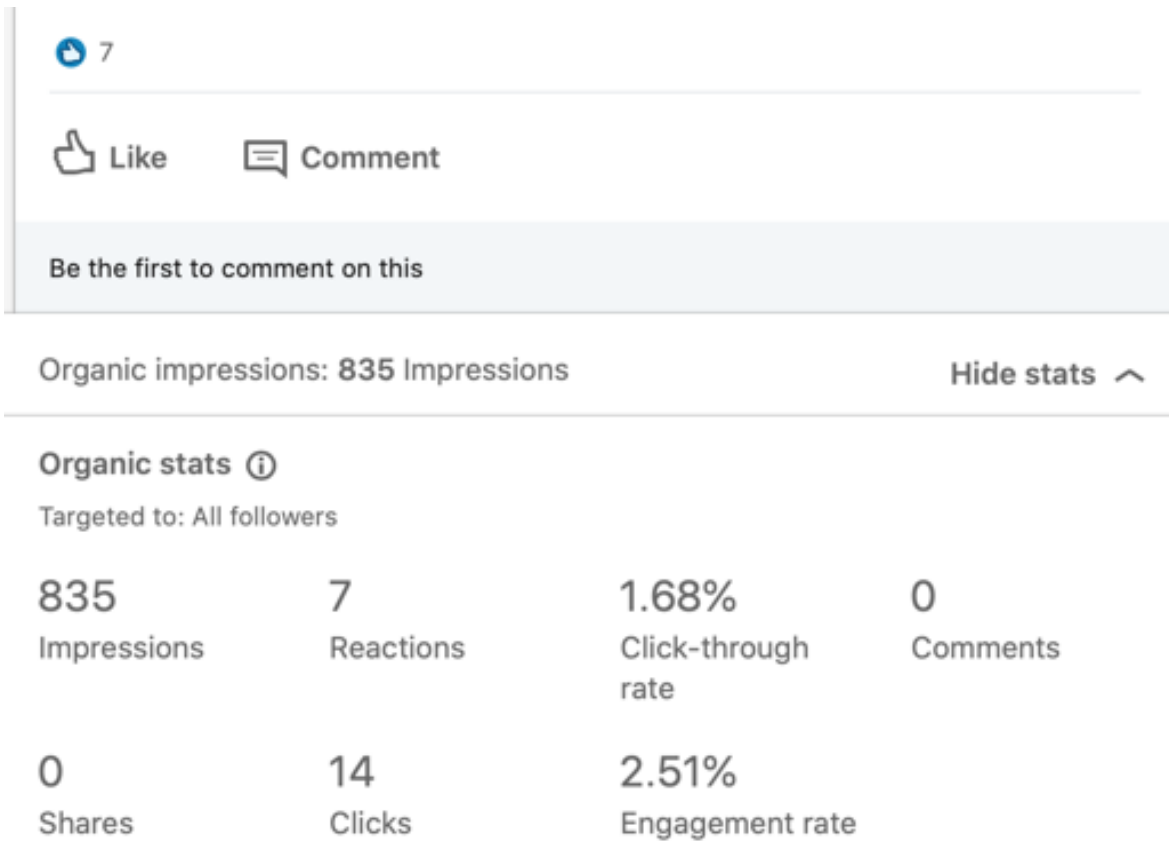 7
Like Comment
Be the first to comment on this
Organic impressions: 835 Impressions Hide stats
Organic stats
Targeted to: All followers
835 7 1.68% 0
Impressions Reactions Click-through Comments
rate
0 14 2.51%
Shares Clicks Engagement rate